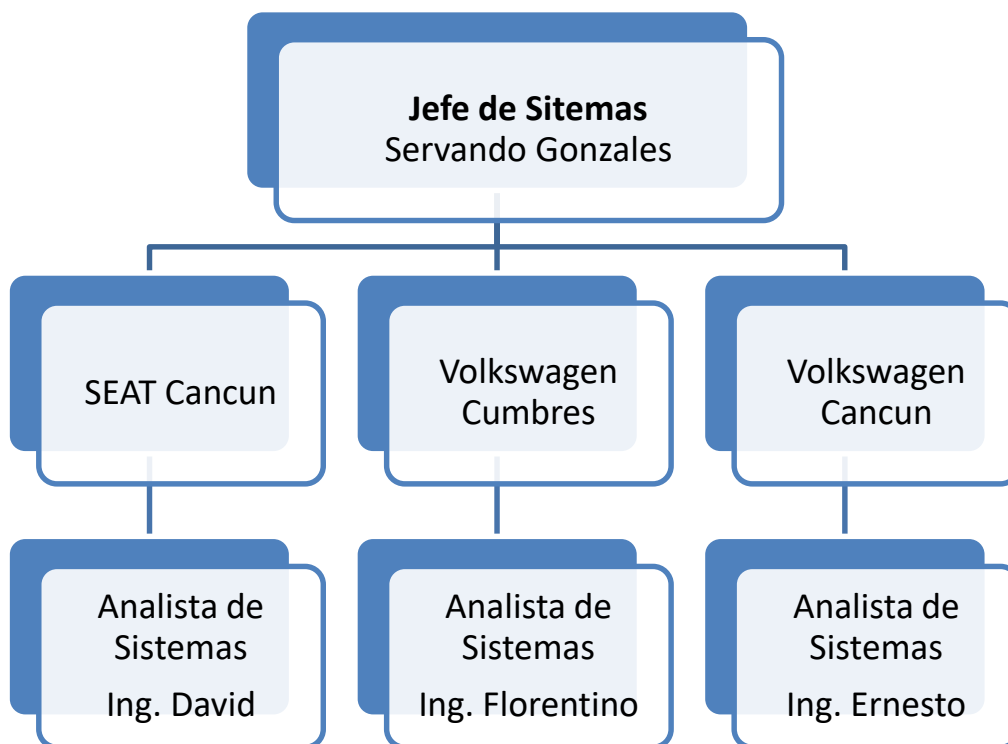 Jefe de Sitemas
Servando Gonzales
SEAT Cancun
Volkswagen
Cumbres
Volkswagen
Cancun
Analista de
Sistemas
Ing. David
Analista de
Sistemas
Ing. Florentino
Analista de
Sistemas
Ing. Ernesto